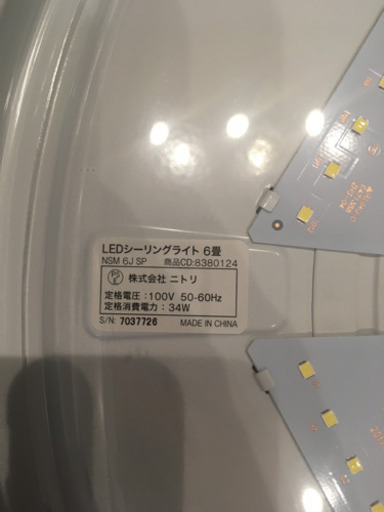 LEDシーリングライト 6畳
NSM 6J SP 商品CD:8380124
株式会社 ニトリ
定格電圧:100V 50-60Hz
定格消費電力:34W
S/N: 7037726 MADE IN CHINA